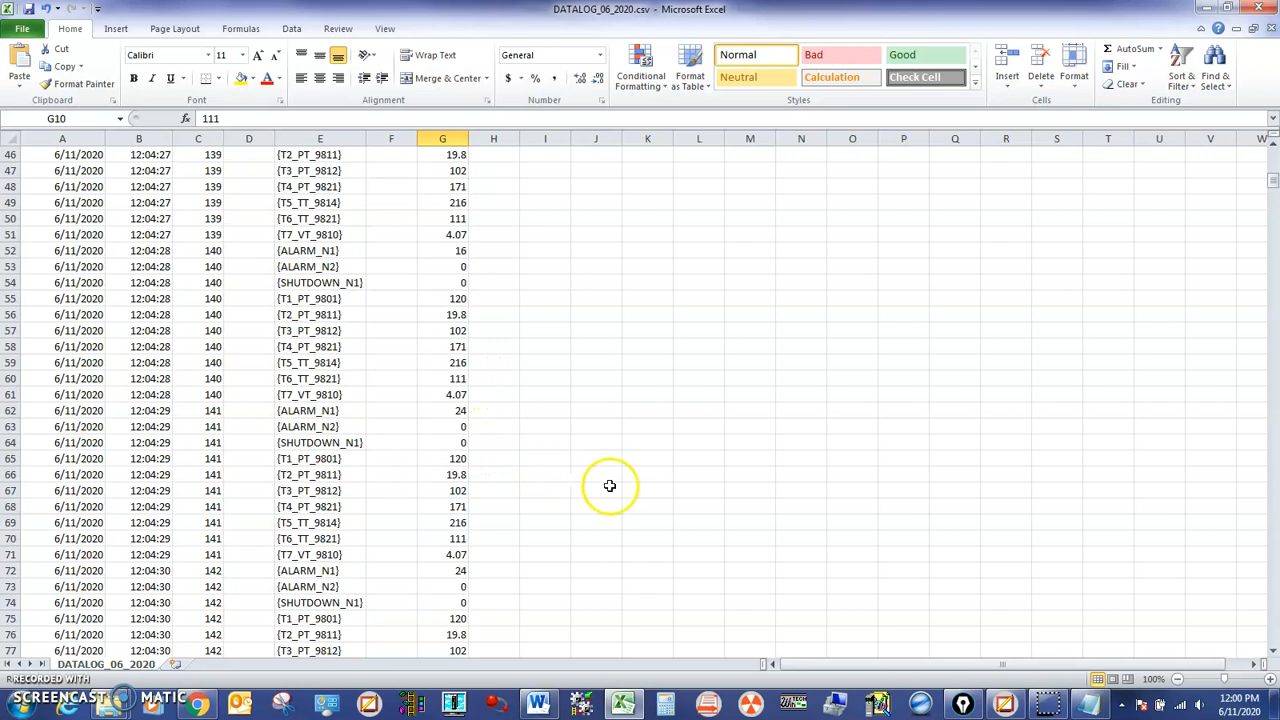 DATALOG_06_2020.csv - Microsoft Excel
File Home Insert Page Layout Formulas Data Review View
Paste Cut Copy Format Painter Clipboard
Calibri 11 B I U A A A Font
Wrap Text Merge & Center Alignment
General $ % , Number
Conditional Formatting Format as Table
Normal Bad Good
Neutral Calculation Check Cell
Styles
Insert Delete Format Cells
Σ AutoSum Fill Clear Sort & Filter Find & Select Editing
G10 fx 111
A B C D E F G H I J K L M N O P Q R S T U V W
46 6/11/2020 12:04:27 139 {T2_PT_9811} 19.8
47 6/11/2020 12:04:27 139 {T3_PT_9812} 102
48 6/11/2020 12:04:27 139 {T4_PT_9821} 171
49 6/11/2020 12:04:27 139 {T5_TT_9814} 216
50 6/11/2020 12:04:27 139 {T6_TT_9821} 111
51 6/11/2020 12:04:27 139 {T7_VT_9810} 4.07
52 6/11/2020 12:04:28 140 {ALARM_N1} 16
53 6/11/2020 12:04:28 140 {ALARM_N2} 0
54 6/11/2020 12:04:28 140 {SHUTDOWN_N1} 0
55 6/11/2020 12:04:28 140 {T1_PT_9801} 120
56 6/11/2020 12:04:28 140 {T2_PT_9811} 19.8
57 6/11/2020 12:04:28 140 {T3_PT_9812} 102
58 6/11/2020 12:04:28 140 {T4_PT_9821} 171
59 6/11/2020 12:04:28 140 {T5_TT_9814} 216
60 6/11/2020 12:04:28 140 {T6_TT_9821} 111
61 6/11/2020 12:04:28 140 {T7_VT_9810} 4.07
62 6/11/2020 12:04:29 141 {ALARM_N1} 24
63 6/11/2020 12:04:29 141 {ALARM_N2} 0
64 6/11/2020 12:04:29 141 {SHUTDOWN_N1} 0
65 6/11/2020 12:04:29 141 {T1_PT_9801} 120
66 6/11/2020 12:04:29 141 {T2_PT_9811} 19.8
67 6/11/2020 12:04:29 141 {T3_PT_9812} 102
68 6/11/2020 12:04:29 141 {T4_PT_9821} 171
69 6/11/2020 12:04:29 141 {T5_TT_9814} 216
70 6/11/2020 12:04:29 141 {T6_TT_9821} 111
71 6/11/2020 12:04:29 141 {T7_VT_9810} 4.07
72 6/11/2020 12:04:30 142 {ALARM_N1} 24
73 6/11/2020 12:04:30 142 {ALARM_N2} 0
74 6/11/2020 12:04:30 142 {SHUTDOWN_N1} 0
75 6/11/2020 12:04:30 142 {T1_PT_9801} 120
76 6/11/2020 12:04:30 142 {T2_PT_9811} 19.8
77 6/11/2020 12:04:30 142 {T3_PT_9812} 102
DATALOG_06_2020
RECORDED WITH 100%
SCREENCAST MATIC
12:00 PM
6/11/2020